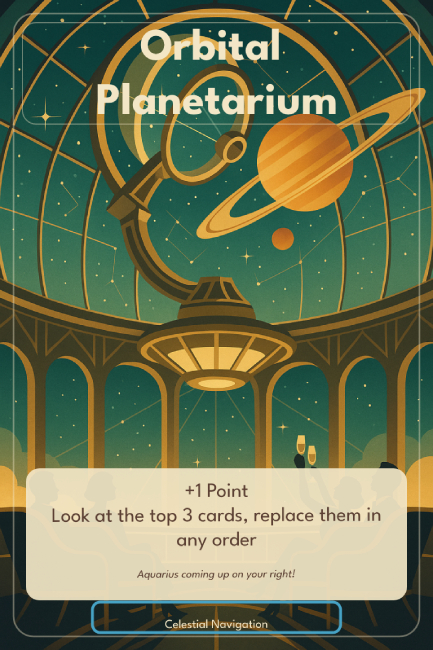 Orbital
Planetarium
+1 Point
Look at the top 3 cards, replace them in
any order
Aquarius coming up on your right!
Celestial Navigation